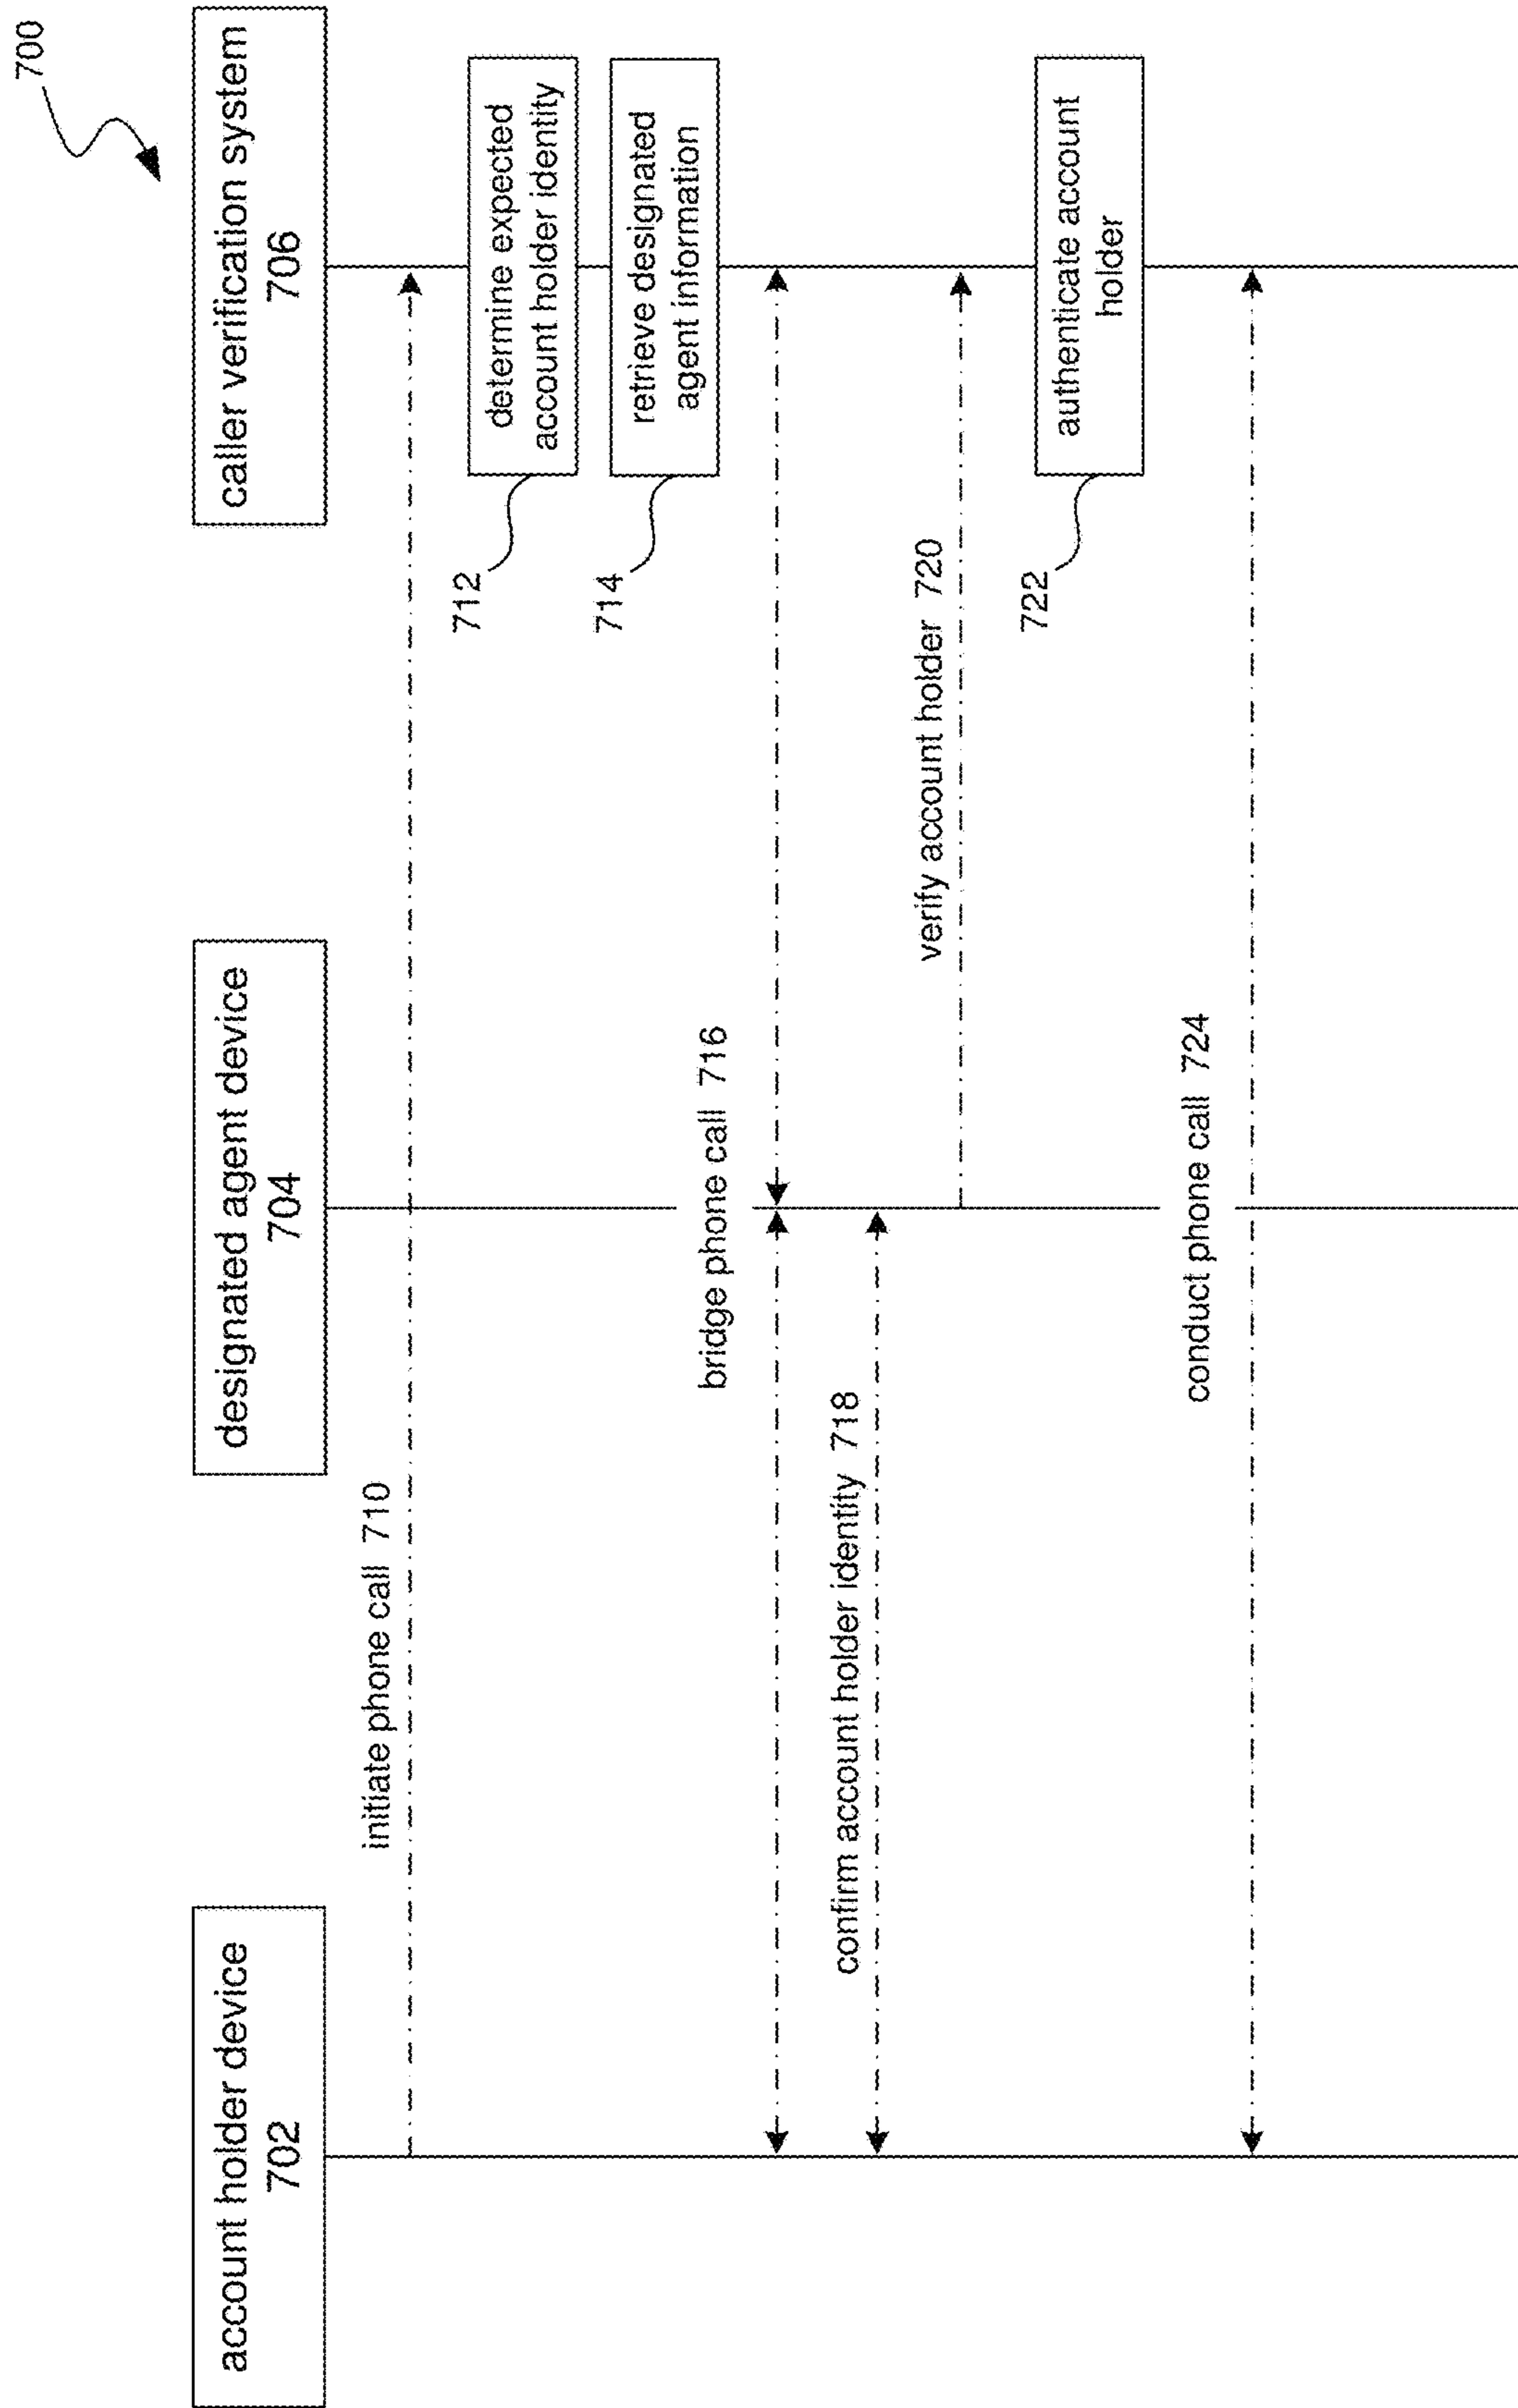 700
account holder device
702
designated agent device
704
caller verification system
706
initiate phone call 710
712
determine expected
account holder identity
714
retrieve designated
agent information
bridge phone call 716
confirm account holder identity 718
verify account holder 720
722
authenticate account
holder
conduct phone call 724